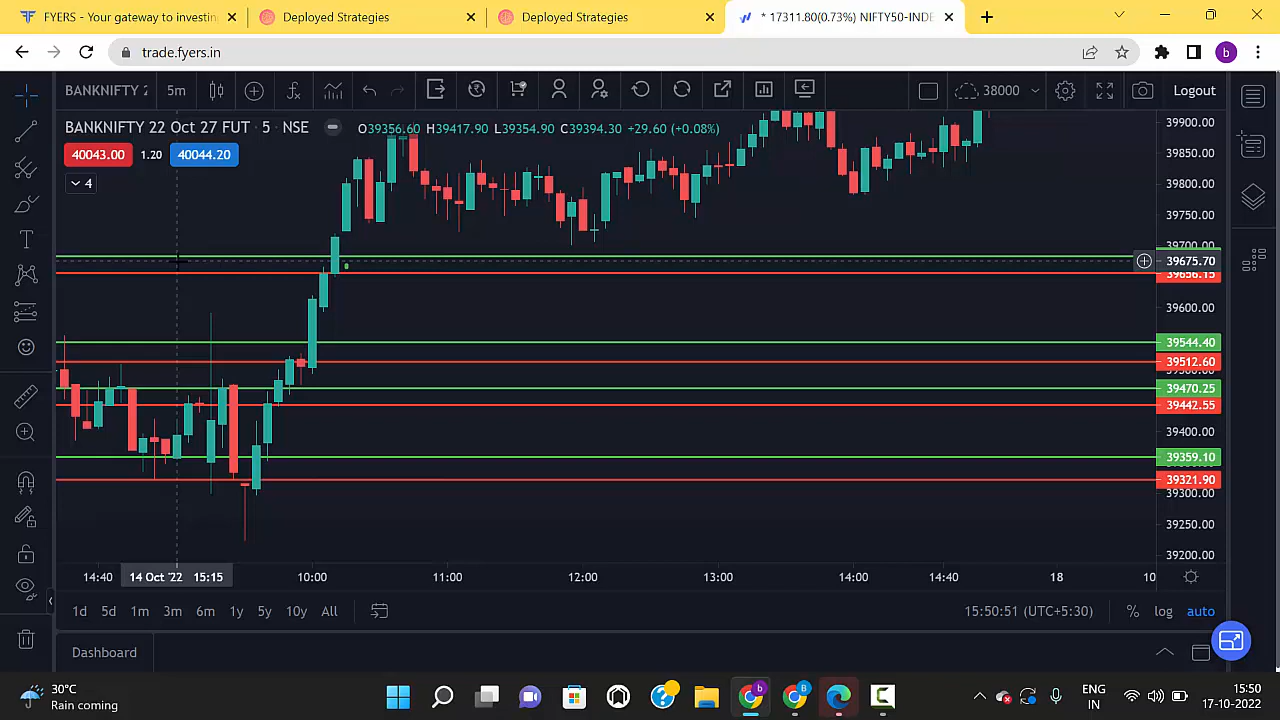 FYERS - Your gateway to investin
Deployed Strategies
Deployed Strategies
* 17311.80(0.73%) NIFTY50-INDE
trade.fyers.in
b
BANKNIFTY 2
5m
38000
Logout
BANKNIFTY 22 Oct 27 FUT · 5 · NSE
O39356.60 H39417.90 L39354.90 C39394.30 +29.60 (+0.08%)
40043.00 1.20 40044.20
4
39900.00
39850.00
39800.00
39750.00
39700.00
39675.70
39656.15
39600.00
39544.40
39512.60
39470.25
39442.55
39400.00
39359.10
39321.90
39300.00
39250.00
39200.00
14:40
14 Oct '22 15:15
10:00
11:00
12:00
13:00
14:00
14:40
18
10
1d 5d 1m 3m 6m 1y 5y 10y All
15:50:51 (UTC+5:30)
% log auto
Dashboard
30°C
Rain coming
ENG
IN
15:50
17-10-2022